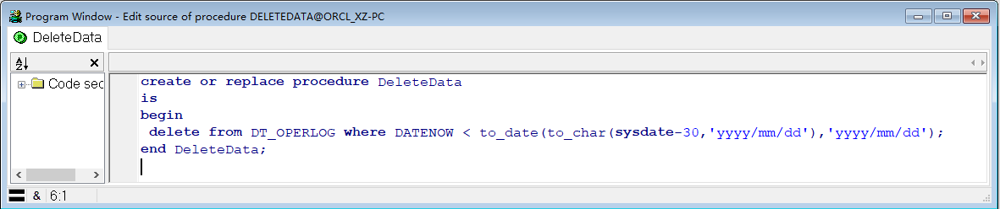 Program Window - Edit source of procedure DELETEDATA@ORCL_XZ-PC
DeleteData
Code sec
create or replace procedure DeleteData
is
begin
delete from DT_OPERLOG where DATENOW < to_date(to_char(sysdate-30,'yyyy/mm/dd'),'yyyy/mm/dd');
end DeleteData;
& 6:1